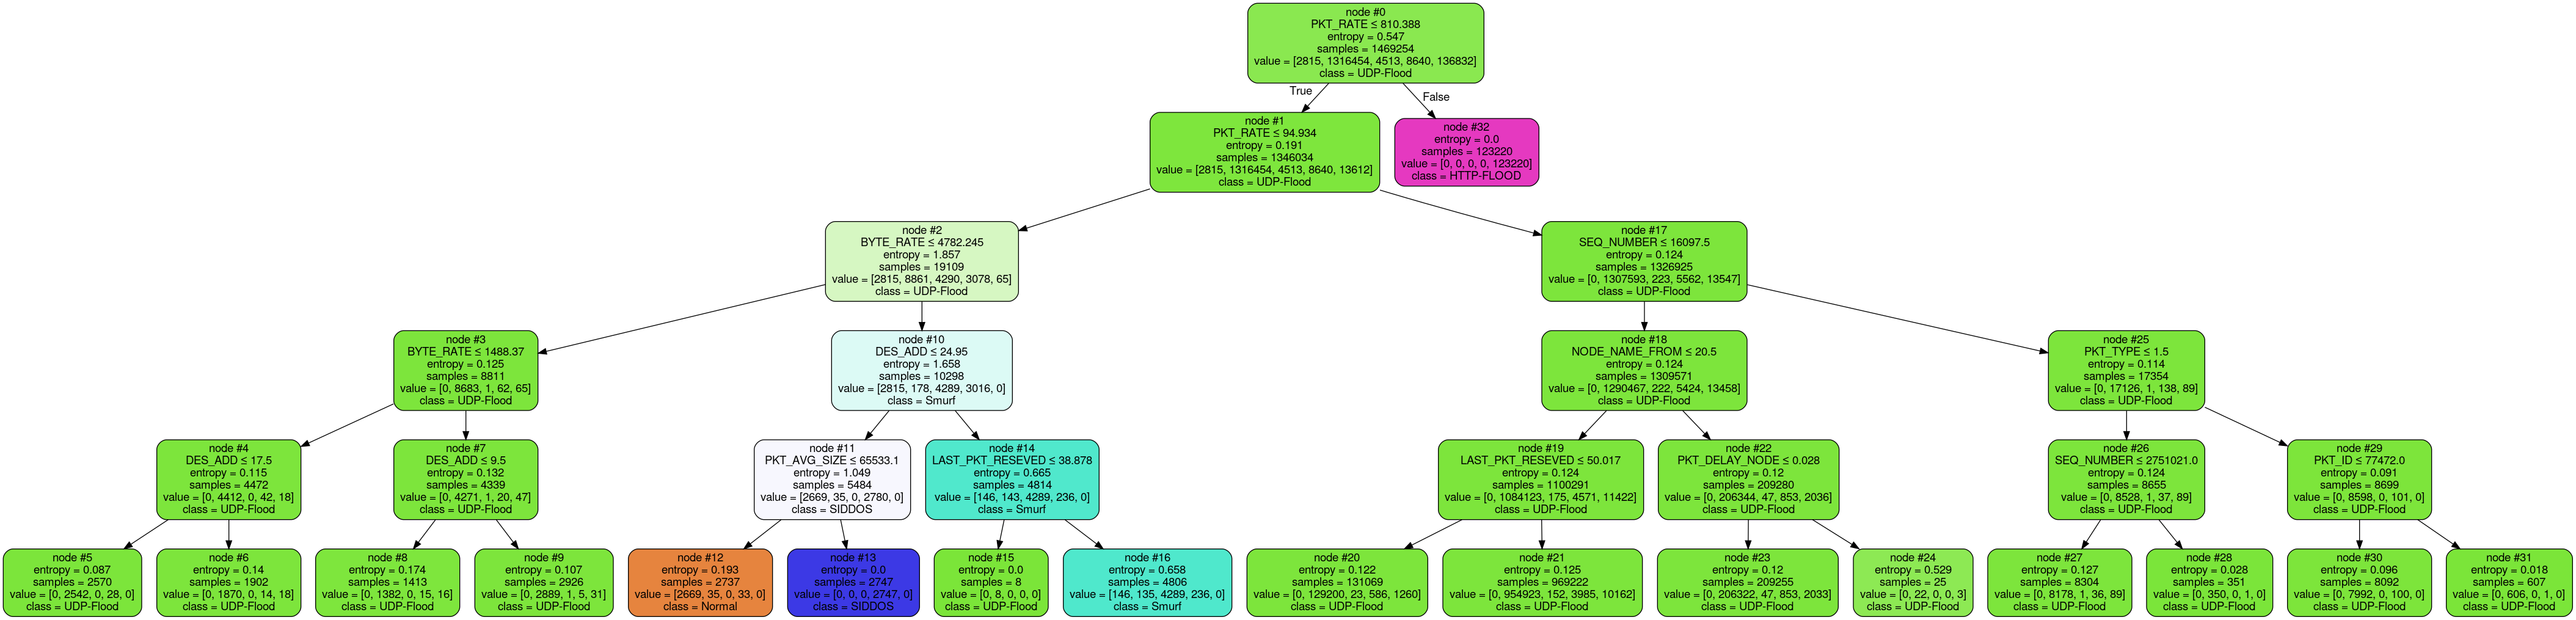 node #0
PKT_RATE ≤ 810.388
entropy = 0.547
samples = 1469254
value = [2815, 1316454, 4513, 8640, 136832]
class = UDP-Flood
True
False
node #1
PKT_RATE ≤ 94.934
entropy = 0.191
samples = 1346034
value = [2815, 1316454, 4513, 8640, 13612]
class = UDP-Flood
node #32
entropy = 0.0
samples = 123220
value = [0, 0, 0, 0, 123220]
class = HTTP-FLOOD
node #2
BYTE_RATE ≤ 4782.245
entropy = 1.857
samples = 19109
value = [2815, 8861, 4290, 3078, 65]
class = UDP-Flood
node #17
SEQ_NUMBER ≤ 16097.5
entropy = 0.124
samples = 1326925
value = [0, 1307593, 223, 5562, 13547]
class = UDP-Flood
node #3
BYTE_RATE ≤ 1488.37
entropy = 0.125
samples = 8811
value = [0, 8683, 1, 62, 65]
class = UDP-Flood
node #10
DES_ADD ≤ 24.95
entropy = 1.658
samples = 10298
value = [2815, 178, 4289, 3016, 0]
class = Smurf
node #18
NODE_NAME_FROM ≤ 20.5
entropy = 0.124
samples = 1309571
value = [0, 1290467, 222, 5424, 13458]
class = UDP-Flood
node #25
PKT_TYPE ≤ 1.5
entropy = 0.114
samples = 17354
value = [0, 17126, 1, 138, 89]
class = UDP-Flood
node #4
DES_ADD ≤ 17.5
entropy = 0.115
samples = 4472
value = [0, 4412, 0, 42, 18]
class = UDP-Flood
node #7
DES_ADD ≤ 9.5
entropy = 0.132
samples = 4339
value = [0, 4271, 1, 20, 47]
class = UDP-Flood
node #11
PKT_AVG_SIZE ≤ 65533.1
entropy = 1.049
samples = 5484
value = [2669, 35, 0, 2780, 0]
class = SIDDOS
node #14
LAST_PKT_RESEVED ≤ 38.878
entropy = 0.665
samples = 4814
value = [146, 143, 4289, 236, 0]
class = Smurf
node #19
LAST_PKT_RESEVED ≤ 50.017
entropy = 0.124
samples = 1100291
value = [0, 1084123, 175, 4571, 11422]
class = UDP-Flood
node #22
PKT_DELAY_NODE ≤ 0.028
entropy = 0.12
samples = 209280
value = [0, 206344, 47, 853, 2036]
class = UDP-Flood
node #26
SEQ_NUMBER ≤ 2751021.0
entropy = 0.124
samples = 8655
value = [0, 8528, 1, 37, 89]
class = UDP-Flood
node #29
PKT_ID ≤ 77472.0
entropy = 0.091
samples = 8699
value = [0, 8598, 0, 101, 0]
class = UDP-Flood
node #5
entropy = 0.087
samples = 2570
value = [0, 2542, 0, 28, 0]
class = UDP-Flood
node #6
entropy = 0.14
samples = 1902
value = [0, 1870, 0, 14, 18]
class = UDP-Flood
node #8
entropy = 0.174
samples = 1413
value = [0, 1382, 0, 15, 16]
class = UDP-Flood
node #9
entropy = 0.107
samples = 2926
value = [0, 2889, 1, 5, 31]
class = UDP-Flood
node #12
entropy = 0.193
samples = 2737
value = [2669, 35, 0, 33, 0]
class = Normal
node #13
entropy = 0.0
samples = 2747
value = [0, 0, 0, 2747, 0]
class = SIDDOS
node #15
entropy = 0.0
samples = 8
value = [0, 8, 0, 0, 0]
class = UDP-Flood
node #16
entropy = 0.658
samples = 4806
value = [146, 135, 4289, 236, 0]
class = Smurf
node #20
entropy = 0.122
samples = 131069
value = [0, 129200, 23, 586, 1260]
class = UDP-Flood
node #21
entropy = 0.125
samples = 969222
value = [0, 954923, 152, 3985, 10162]
class = UDP-Flood
node #23
entropy = 0.12
samples = 209255
value = [0, 206322, 47, 853, 2033]
class = UDP-Flood
node #24
entropy = 0.529
samples = 25
value = [0, 22, 0, 0, 3]
class = UDP-Flood
node #27
entropy = 0.127
samples = 8304
value = [0, 8178, 1, 36, 89]
class = UDP-Flood
node #28
entropy = 0.028
samples = 351
value = [0, 350, 0, 1, 0]
class = UDP-Flood
node #30
entropy = 0.096
samples = 8092
value = [0, 7992, 0, 100, 0]
class = UDP-Flood
node #31
entropy = 0.018
samples = 607
value = [0, 606, 0, 1, 0]
class = UDP-Flood